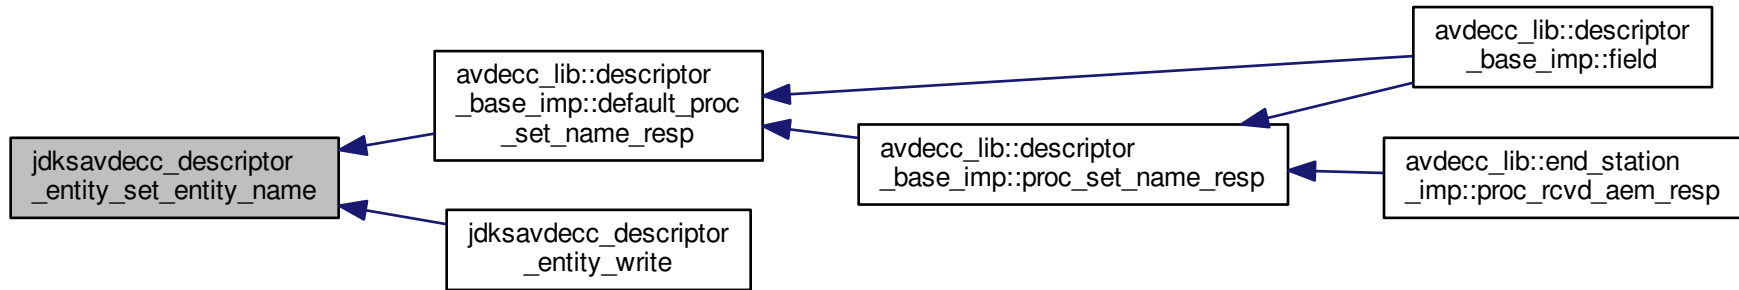 jdksavdecc_descriptor
_entity_set_entity_name
avdecc_lib::descriptor
_base_imp::default_proc
_set_name_resp
jdksavdecc_descriptor
_entity_write
avdecc_lib::descriptor
_base_imp::proc_set_name_resp
avdecc_lib::descriptor
_base_imp::field
avdecc_lib::end_station
_imp::proc_rcvd_aem_resp